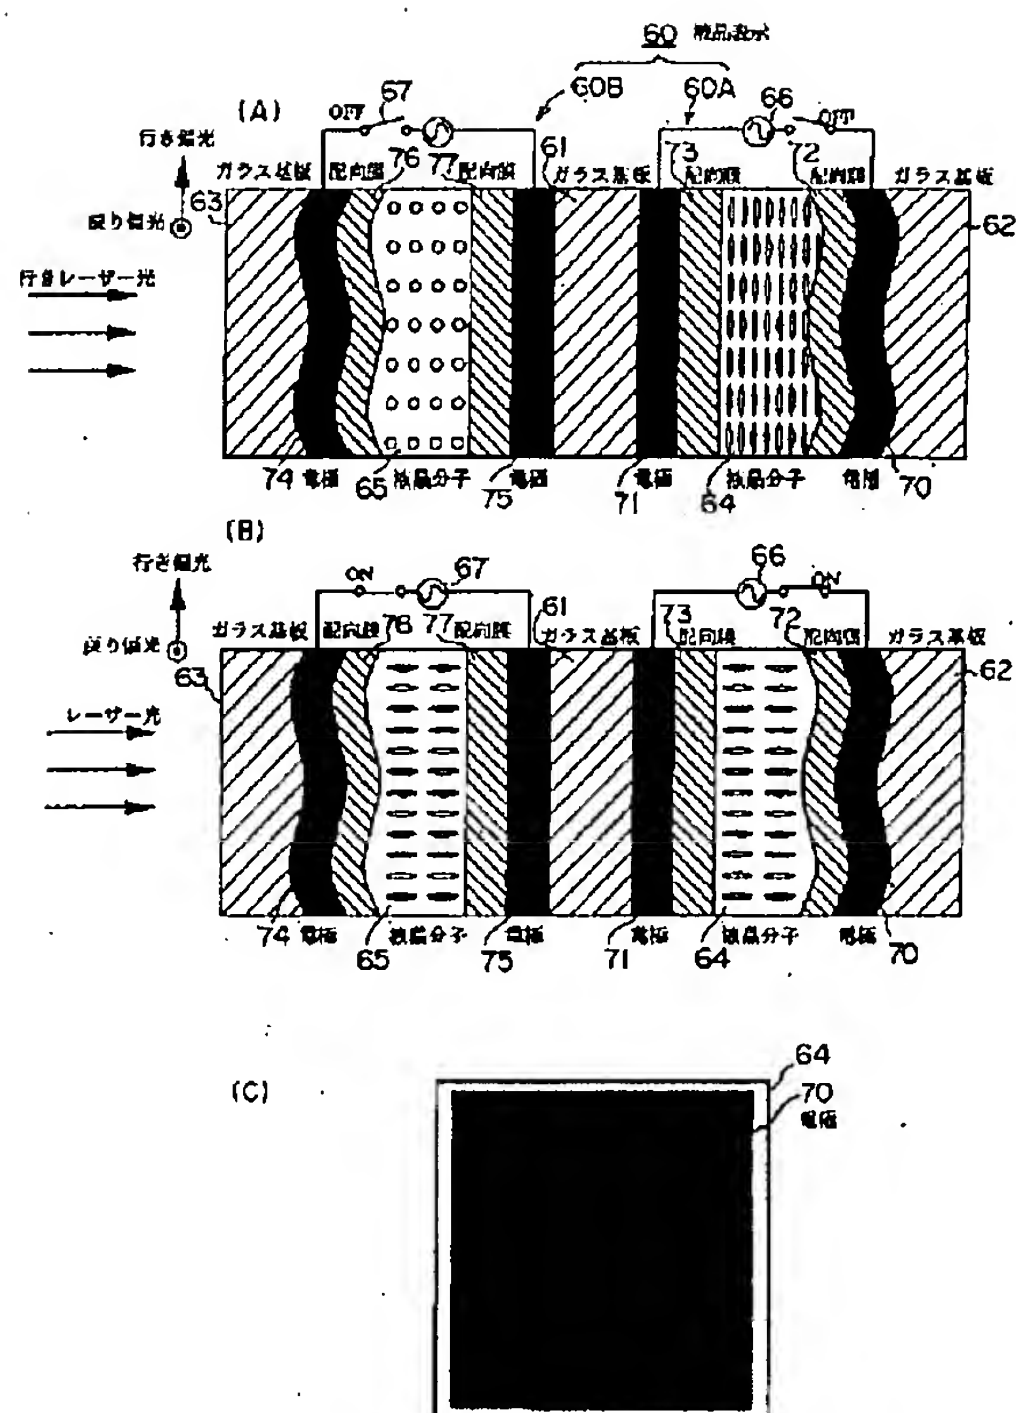 60 液晶表示
60B
60A
(A)
OFF
67
66
OFF
行き偏光
76
77
61
73
72
ガラス基板
配向膜
配向膜
ガラス基板
配向膜
配向膜
ガラス基板
63
62
戻り偏光
行きレーザー光
74
電極
65
液晶分子
75
電極
71
電極
64
液晶分子
70
(B)
行き偏光
ON
67
66
ON
61
73
72
ガラス基板
配向膜
77
配向膜
ガラス基板
配向膜
配向膜
ガラス基板
戻り偏光
63
62
レーザー光
74
電極
65
液晶分子
75
電極
71
電極
64
液晶分子
電極
70
(C)
64
70
電極